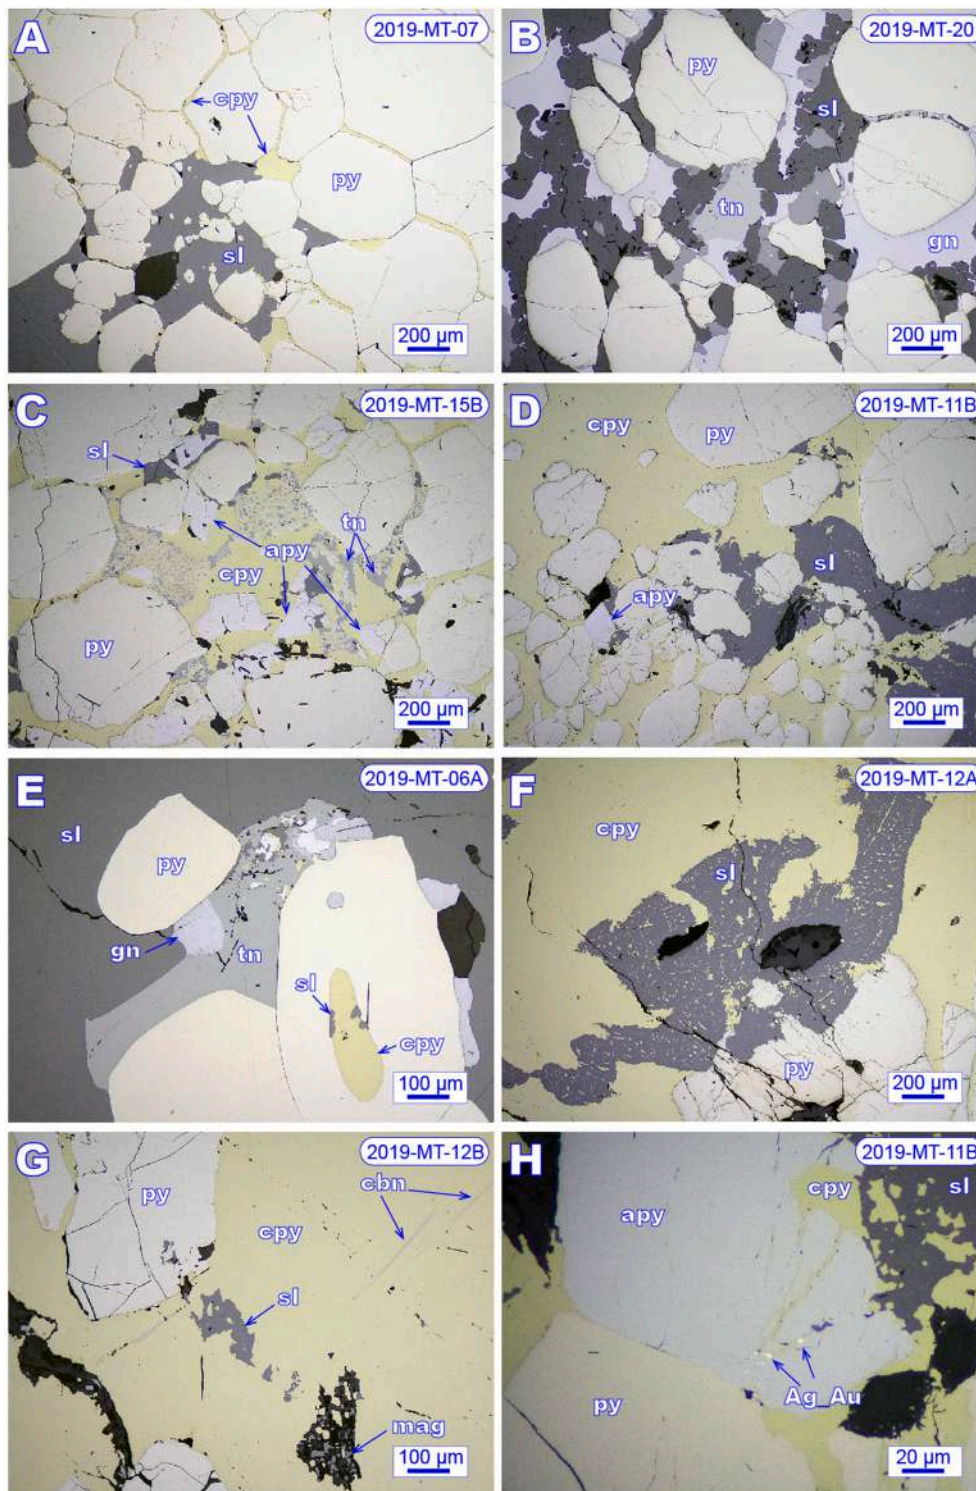 A
2019-MT-07
cpy
py
sl
200 µm
B
2019-MT-20
py
sl
tn
gn
200 µm
C
2019-MT-15B
sl
tn
apy
cpy
py
200 µm
D
2019-MT-11B
cpy
py
sl
apy
200 µm
E
2019-MT-06A
sl
py
gn
tn
sl
cpy
100 µm
F
2019-MT-12A
cpy
sl
py
200 µm
G
2019-MT-12B
cbn
py
cpy
sl
mag
100 µm
H
2019-MT-11B
cpy
sl
apy
Ag_Au
py
20 µm